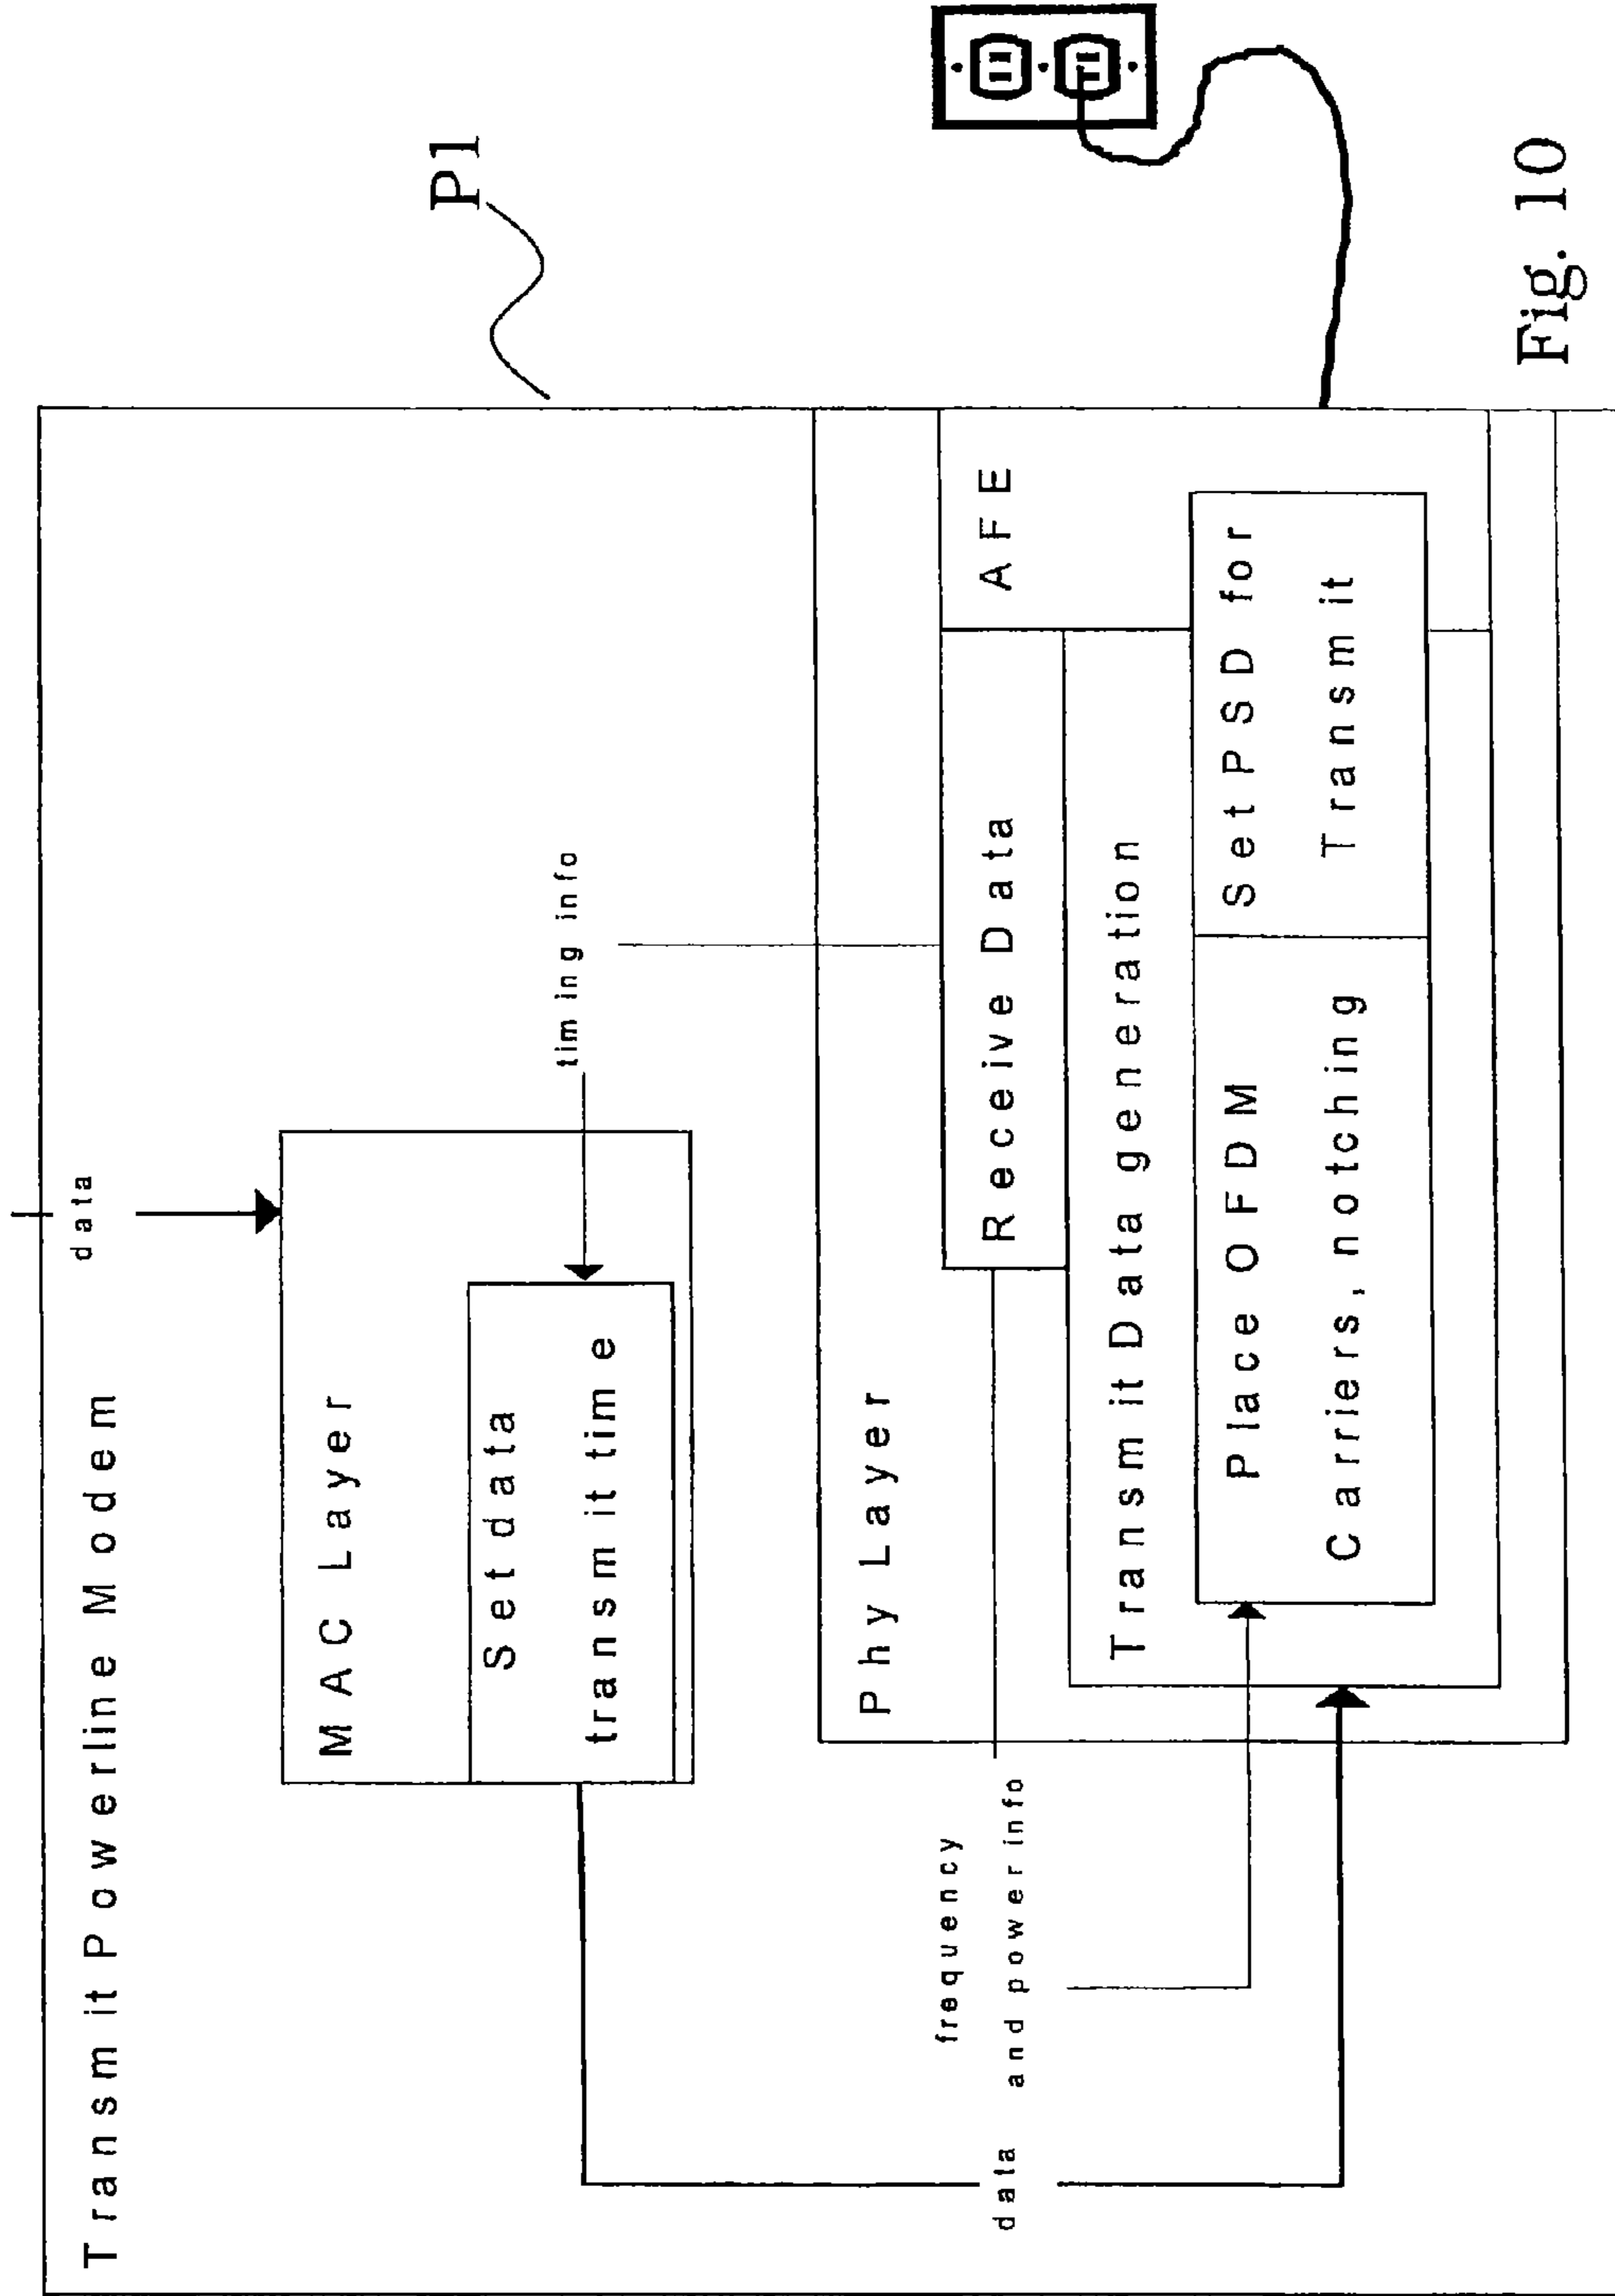 Transmit Powerline Modem
data
P1
MAC Layer
Set data
transmit time
timing info
Phy Layer
frequency
and power info
data
Receive Data
AFE
Transmit Data generation
Place OFDM
Carriers, notching
Set PSD for
Transmit
Fig. 10